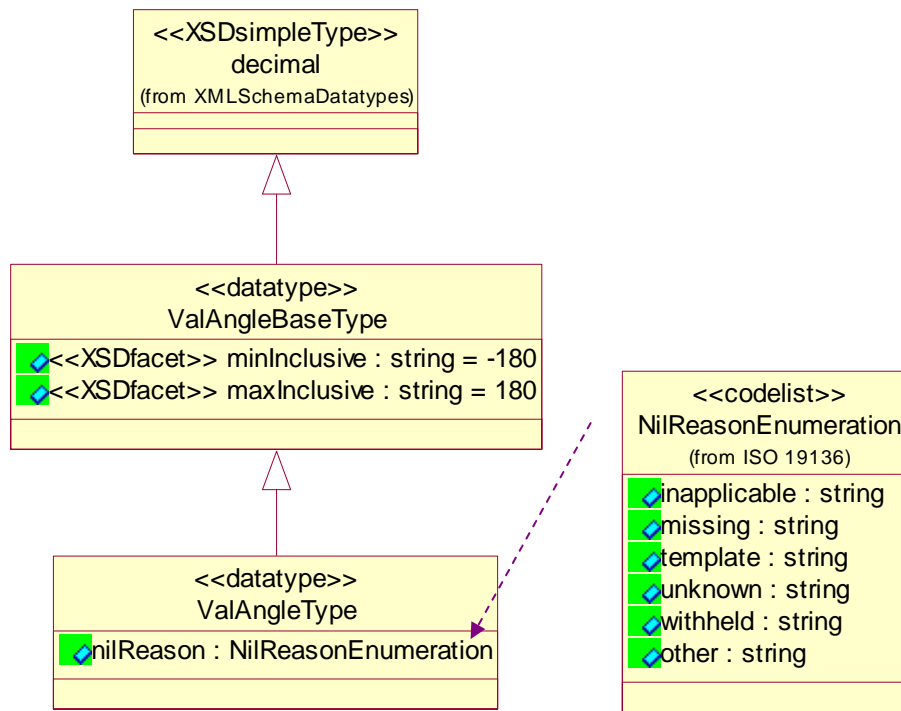 <<XSDsimpleType>>
decimal
(from XMLSchemaDatatypes)
<<datatype>>
ValAngleBaseType
<<XSDfacet>> minInclusive : string = -180
<<XSDfacet>> maxInclusive : string = 180
<<datatype>>
ValAngleType
nilReason : NilReasonEnumeration
<<codelist>>
NilReasonEnumeration
(from ISO 19136)
inapplicable : string
missing : string
template : string
unknown : string
withheld : string
other : string